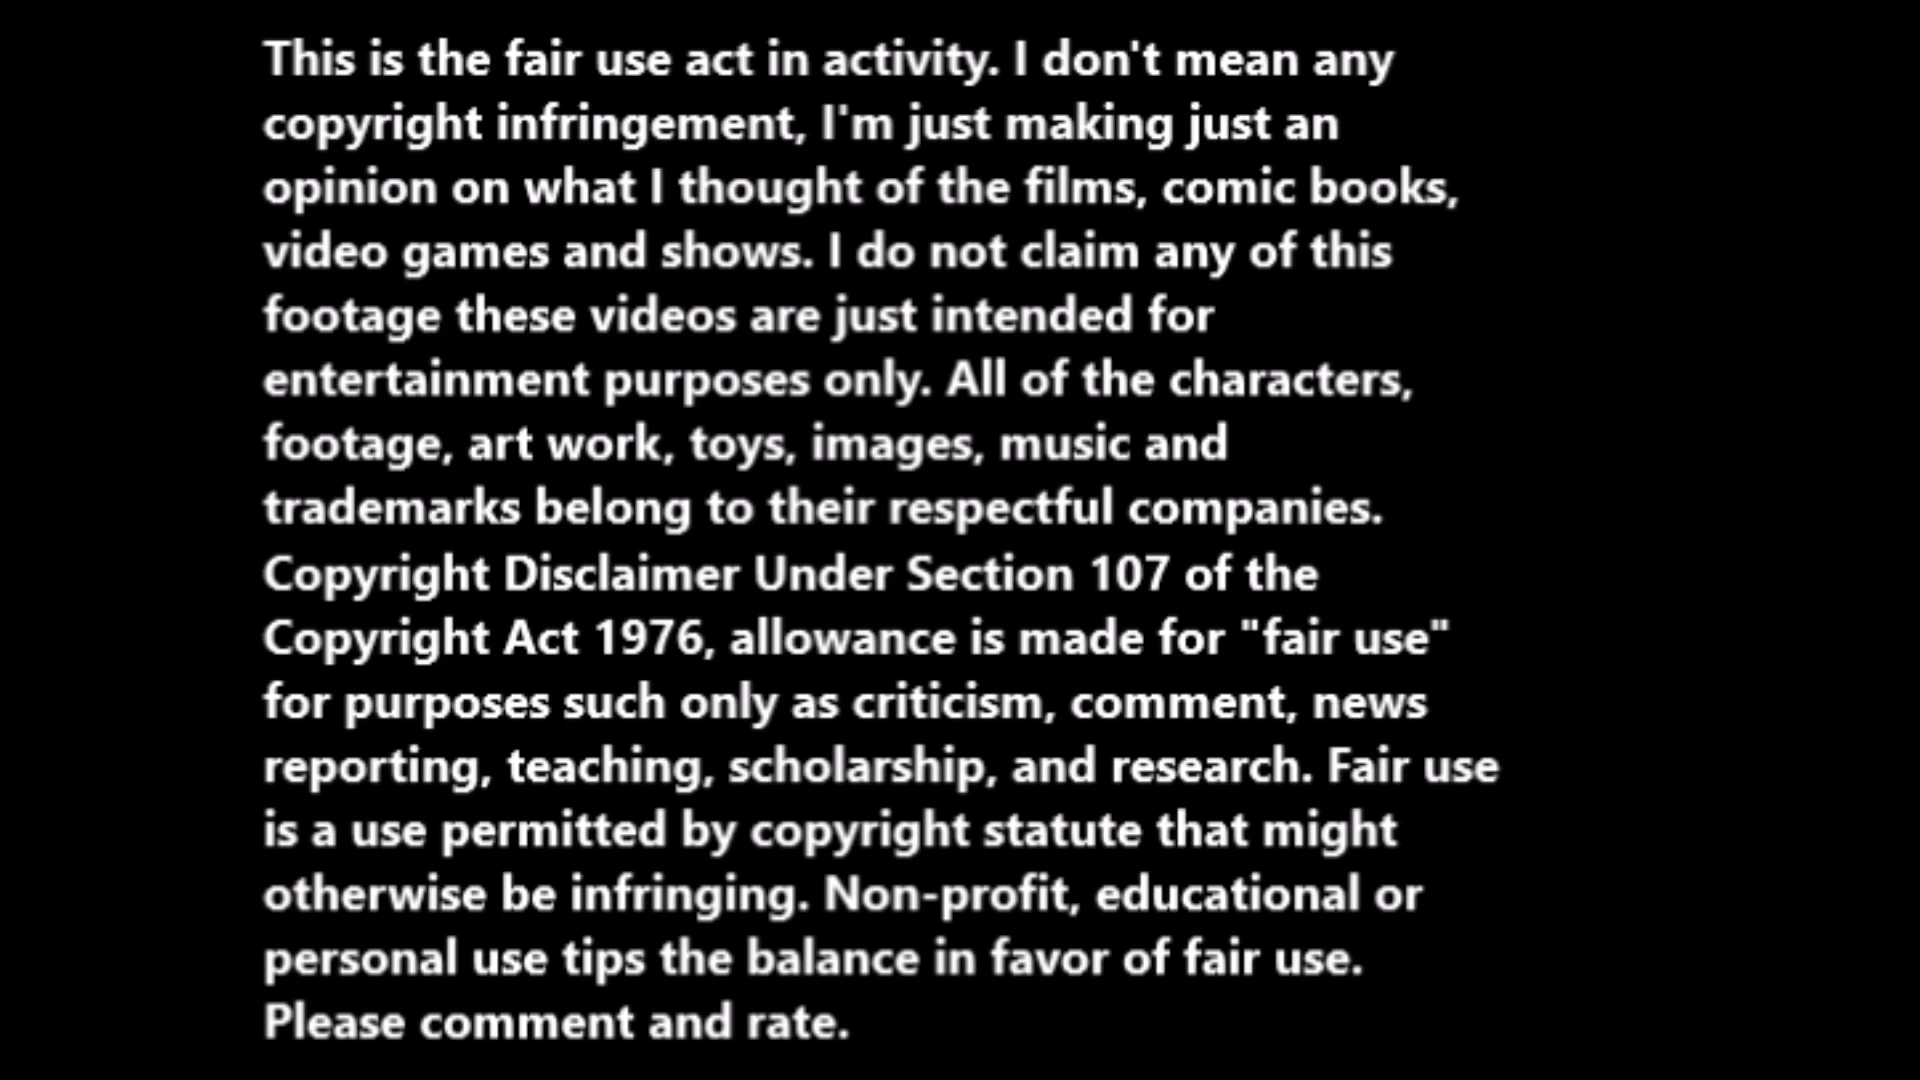 This is the fair use act in activity. I don't mean any
copyright infringement, I'm just making just an
opinion on what I thought of the films, comic books,
video games and shows. I do not claim any of this
footage these videos are just intended for
entertainment purposes only. All of the characters,
footage, art work, toys, images, music and
trademarks belong to their respectful companies.
Copyright Disclaimer Under Section 107 of the
Copyright Act 1976, allowance is made for "fair use"
for purposes such only as criticism, comment, news
reporting, teaching, scholarship, and research. Fair use
is a use permitted by copyright statute that might
otherwise be infringing. Non-profit, educational or
personal use tips the balance in favor of fair use.
Please comment and rate.